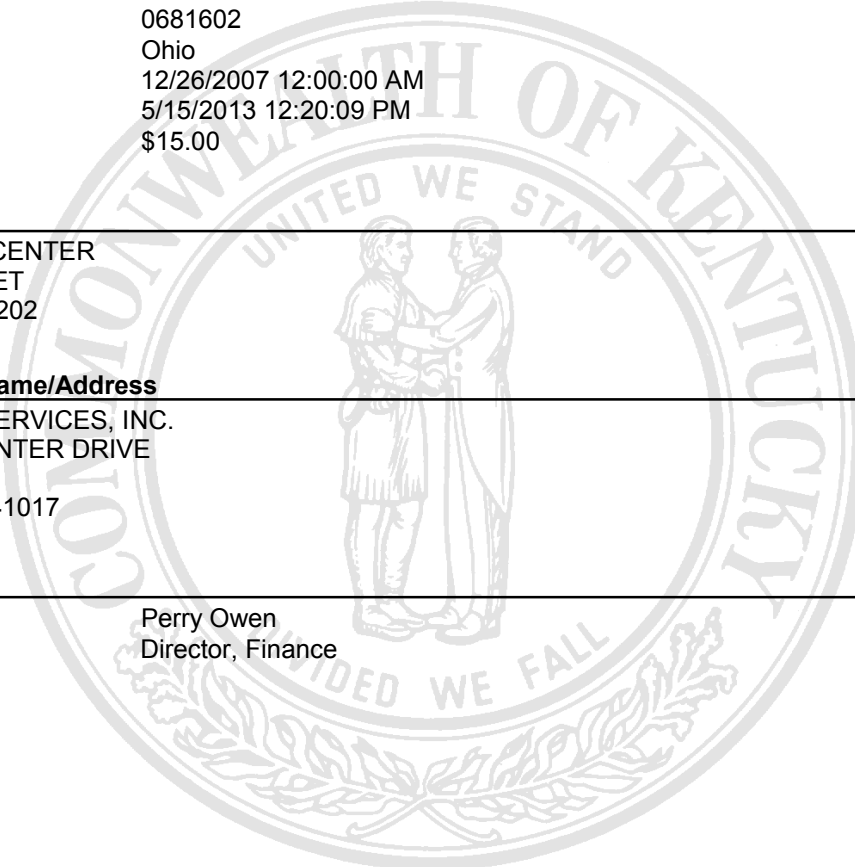 0681602
Ohio
12/26/2007 12:00:00 AM
5/15/2013 12:20:09 PM
$15.00
COMMONWEALTH OF KENTUCKY
UNITED WE STAND
CENTER
ET
202
ame/Address
ERVICES, INC.
NTER DRIVE
41017
Perry Owen
Director, Finance
DIVIDED WE FALL